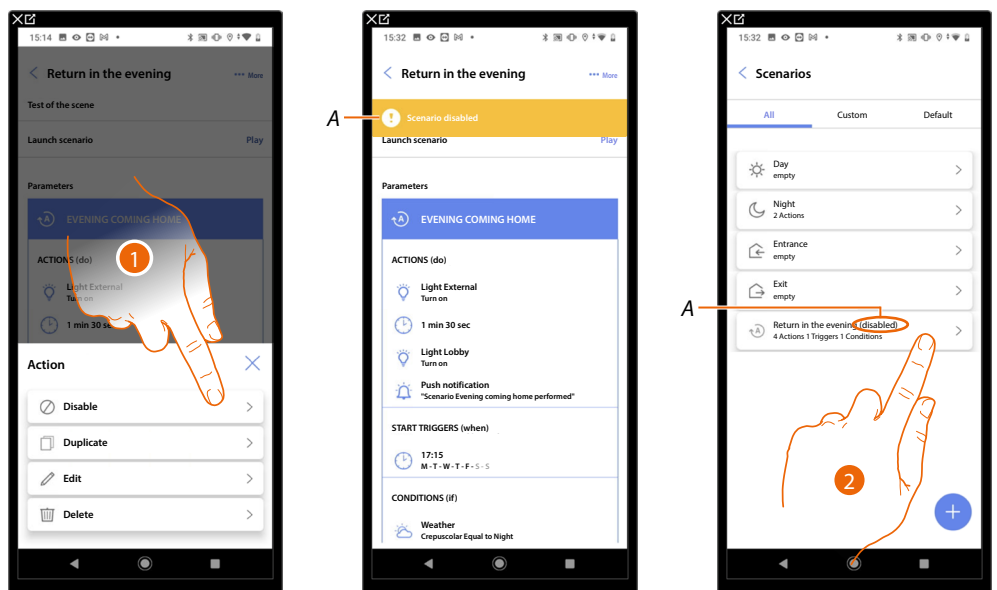 15:14
Return in the evening
••• More
Test of the scene
Launch scenario Play
Parameters
EVENING COMING HOME
ACTIONS (do)
Light External
Turn on
1 min 30 sec
1
Action
Disable
Duplicate
Edit
Delete
15:32
Return in the evening
••• More
A
Scenario disabled
Launch scenario Play
Parameters
EVENING COMING HOME
ACTIONS (do)
Light External
Turn on
1 min 30 sec
Light Lobby
Turn on
Push notification
"Scenario Evening coming home performed"
START TRIGGERS (when)
17:15
M - T - W - T - F - S - S
CONDITIONS (if)
Weather
Crepuscolar Equal to Night
15:32
Scenarios
All Custom Default
Day
empty
Night
2 Actions
Entrance
empty
Exit
empty
A
Return in the evening (disabled)
4 Actions 1 Triggers 1 Conditions
2